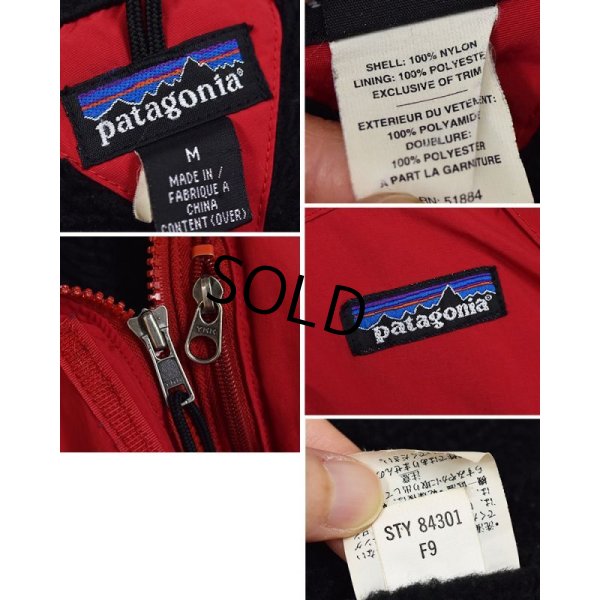 patagonia®
M
MADE IN /
FABRIQUE A
CHINA
CONTENT (OVER)
SHELL: 100% NYLON
LINING: 100% POLYESTE
EXCLUSIVE OF TRIM
EXTERIEUR DU VETEMENT:
100% POLYAMIDE
DOUBLURE:
100% POLYESTER
A PART LA GARNITURE
RN: 51884
YKK
SOLD
patagonia®
STY 84301
F9